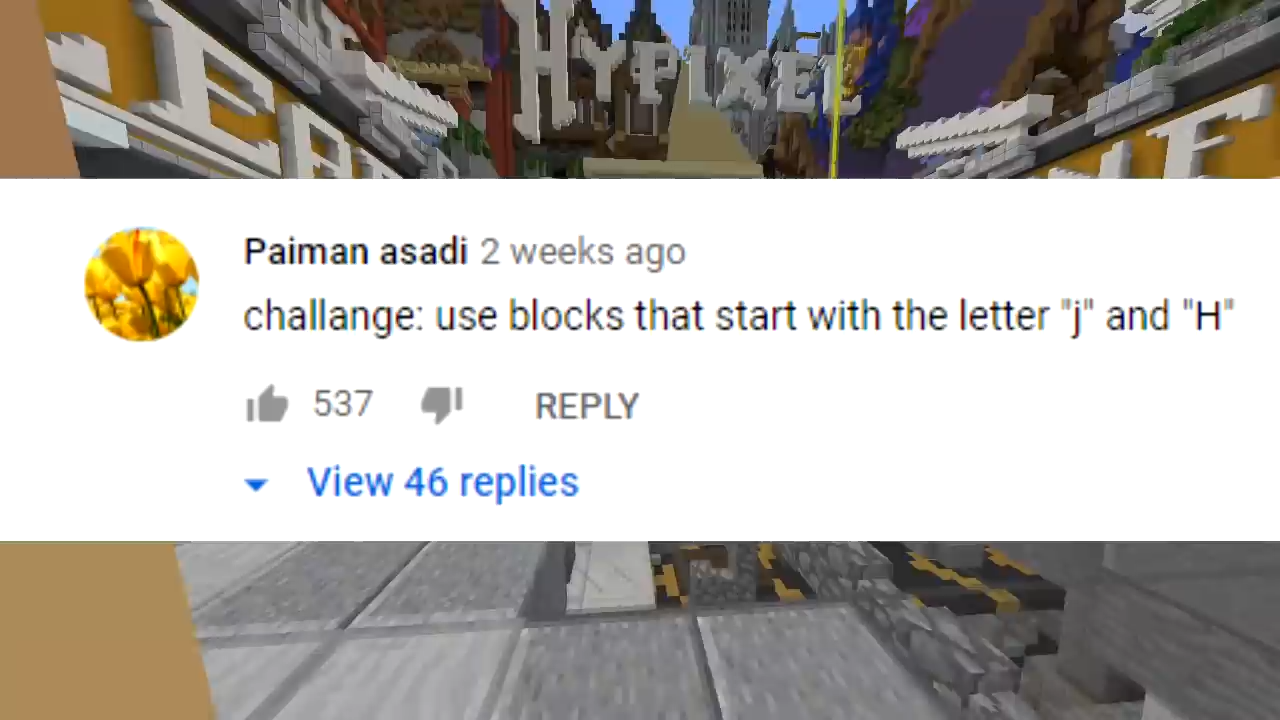 HYPIXEL
Paiman asadi 2 weeks ago
challange: use blocks that start with the letter "j" and "H"
537 REPLY
View 46 replies